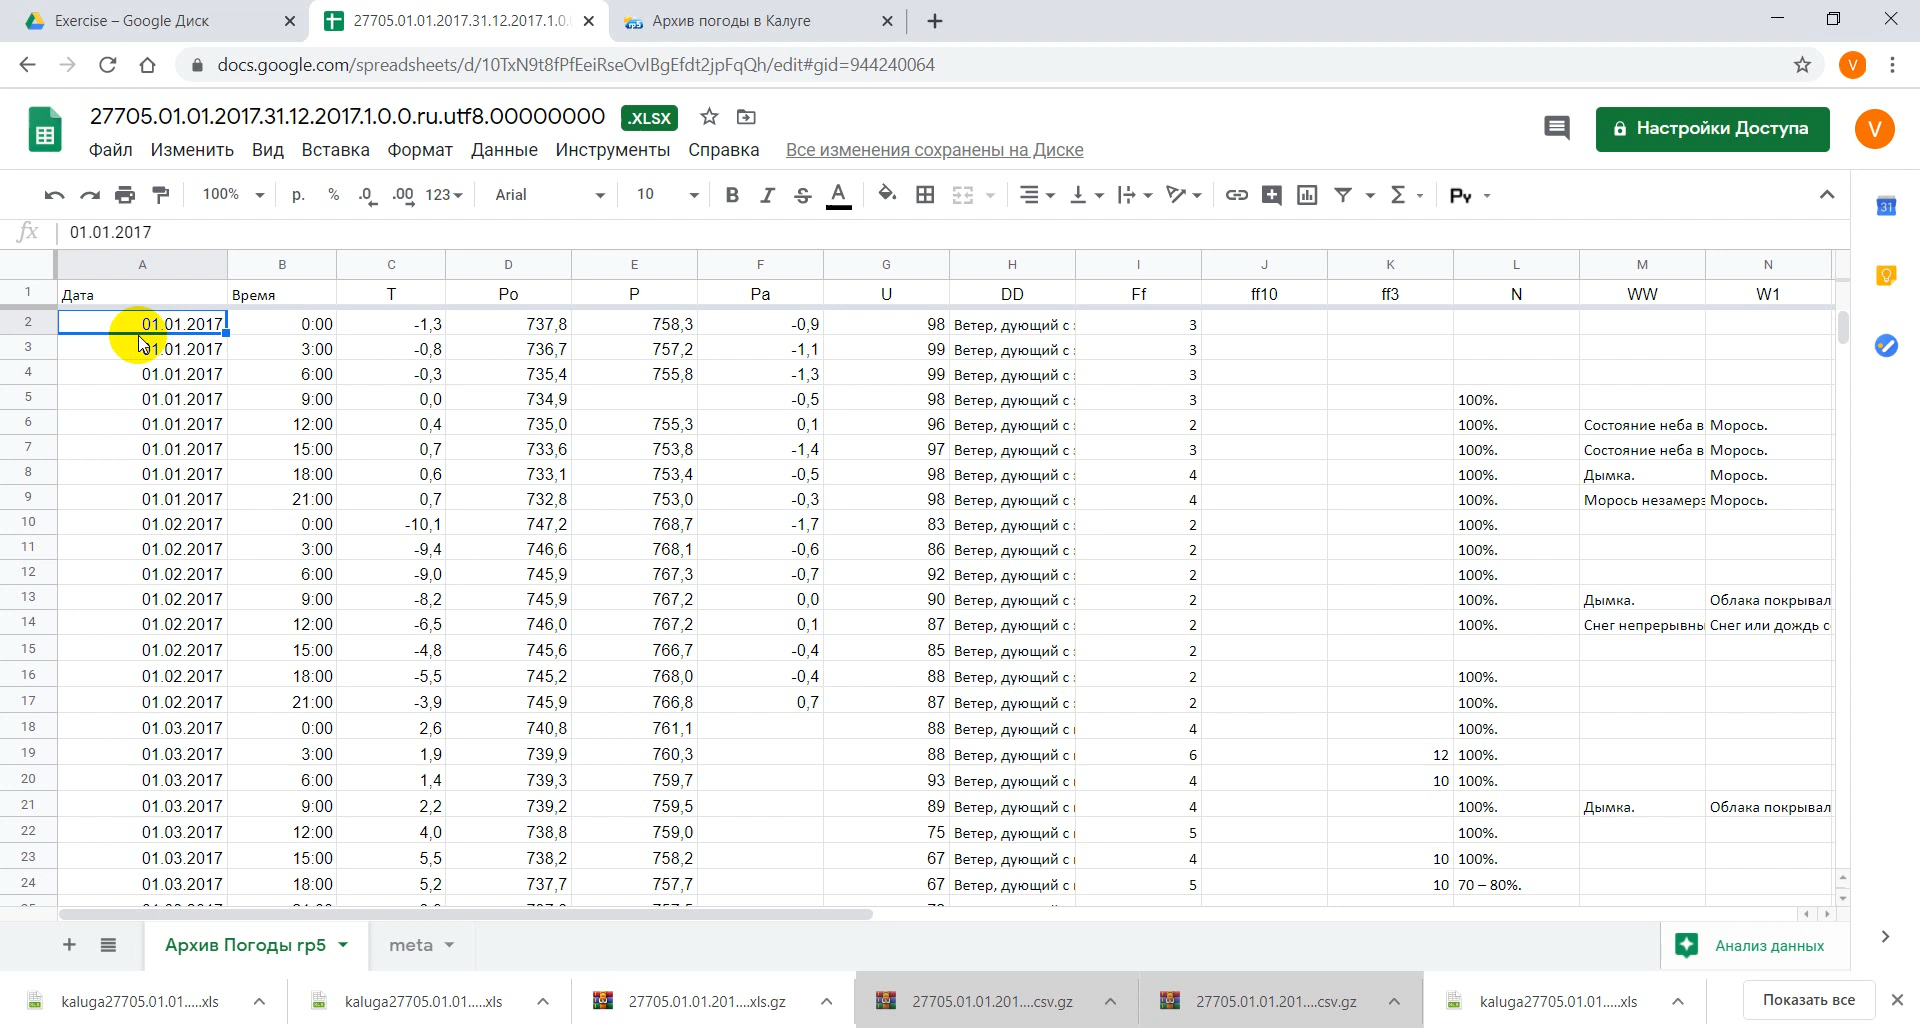 Exercise – Google Диск
27705.01.01.2017.31.12.2017.1.0.
Архив погоды в Калуге
docs.google.com/spreadsheets/d/10TxN9t8fPfEeiRseOvIBgEfdt2jpFqQh/edit#gid=944240064
V
27705.01.01.2017.31.12.2017.1.0.0.ru.utf8.00000000 .XLSX
Настройки Доступа
V
Файл Изменить Вид Вставка Формат Данные Инструменты Справка Все изменения сохранены на Диске
100% р. % .0 .00 123 Arial 10 B I S A Σ Ру
31
fx 01.01.2017
A B C D E F G H I J K L M N
1 Дата Время T Po P Pa U DD Ff ff10 ff3 N WW W1
2 01.01.2017 0:00 -1,3 737,8 758,3 -0,9 98 Ветер, дующий с 3
3 01.01.2017 3:00 -0,8 736,7 757,2 -1,1 99 Ветер, дующий с 3
4 01.01.2017 6:00 -0,3 735,4 755,8 -1,3 99 Ветер, дующий с 3
5 01.01.2017 9:00 0,0 734,9 -0,5 98 Ветер, дующий с 3 100%.
6 01.01.2017 12:00 0,4 735,0 755,3 0,1 96 Ветер, дующий с 2 100%. Состояние неба в Морось.
7 01.01.2017 15:00 0,7 733,6 753,8 -1,4 97 Ветер, дующий с 3 100%. Состояние неба в Морось.
8 01.01.2017 18:00 0,6 733,1 753,4 -0,5 98 Ветер, дующий с 4 100%. Дымка. Морось.
9 01.01.2017 21:00 0,7 732,8 753,0 -0,3 98 Ветер, дующий с 4 100%. Морось незамерз Морось.
10 01.02.2017 0:00 -10,1 747,2 768,7 -1,7 83 Ветер, дующий с 2 100%.
11 01.02.2017 3:00 -9,4 746,6 768,1 -0,6 86 Ветер, дующий с 2 100%.
12 01.02.2017 6:00 -9,0 745,9 767,3 -0,7 92 Ветер, дующий с 2 100%.
13 01.02.2017 9:00 -8,2 745,9 767,2 0,0 90 Ветер, дующий с 2 100%. Дымка. Облака покрывал
14 01.02.2017 12:00 -6,5 746,0 767,2 0,1 87 Ветер, дующий с 2 100%. Снег непрерывны Снег или дождь с
15 01.02.2017 15:00 -4,8 745,6 766,7 -0,4 85 Ветер, дующий с 2
16 01.02.2017 18:00 -5,5 745,2 768,0 -0,4 88 Ветер, дующий с 2 100%.
17 01.02.2017 21:00 -3,9 745,9 766,8 0,7 87 Ветер, дующий с 2 100%.
18 01.03.2017 0:00 2,6 740,8 761,1 88 Ветер, дующий с 4 100%.
19 01.03.2017 3:00 1,9 739,9 760,3 88 Ветер, дующий с 6 12 100%.
20 01.03.2017 6:00 1,4 739,3 759,7 93 Ветер, дующий с 4 10 100%.
21 01.03.2017 9:00 2,2 739,2 759,5 89 Ветер, дующий с 4 100%. Дымка. Облака покрывал
22 01.03.2017 12:00 4,0 738,8 759,0 75 Ветер, дующий с 5 100%.
23 01.03.2017 15:00 5,5 738,2 758,2 67 Ветер, дующий с 4 10 100%.
24 01.03.2017 18:00 5,2 737,7 757,7 67 Ветер, дующий с 5 10 70 – 80%.
Архив Погоды rp5 meta Анализ данных
kaluga27705.01.01.....xls kaluga27705.01.01.....xls 27705.01.01.201....xls.gz 27705.01.01.201....csv.gz 27705.01.01.201....csv.gz kaluga27705.01.01.....xls Показать все